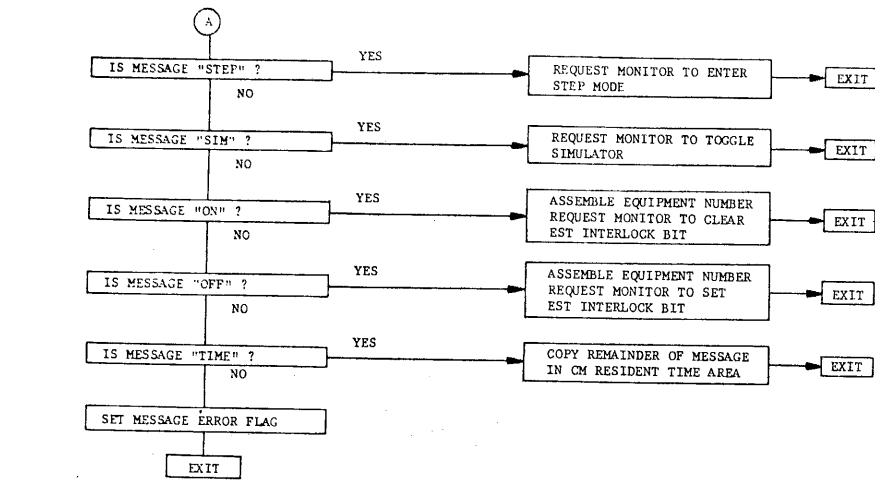 A
IS MESSAGE "STEP" ?
YES
REQUEST MONITOR TO ENTER
STEP MODE
EXIT
NO
IS MESSAGE "SIM" ?
YES
REQUEST MONITOR TO TOGGLE
SIMULATOR
EXIT
NO
IS MESSAGE "ON" ?
YES
ASSEMBLE EQUIPMENT NUMBER
REQUEST MONITOR TO CLEAR
EST INTERLOCK BIT
EXIT
NO
IS MESSAGE "OFF" ?
YES
ASSEMBLE EQUIPMENT NUMBER
REQUEST MONITOR TO SET
EST INTERLOCK BIT
EXIT
NO
IS MESSAGE "TIME" ?
YES
COPY REMAINDER OF MESSAGE
IN CM RESIDENT TIME AREA
EXIT
NO
SET MESSAGE ERROR FLAG
EXIT